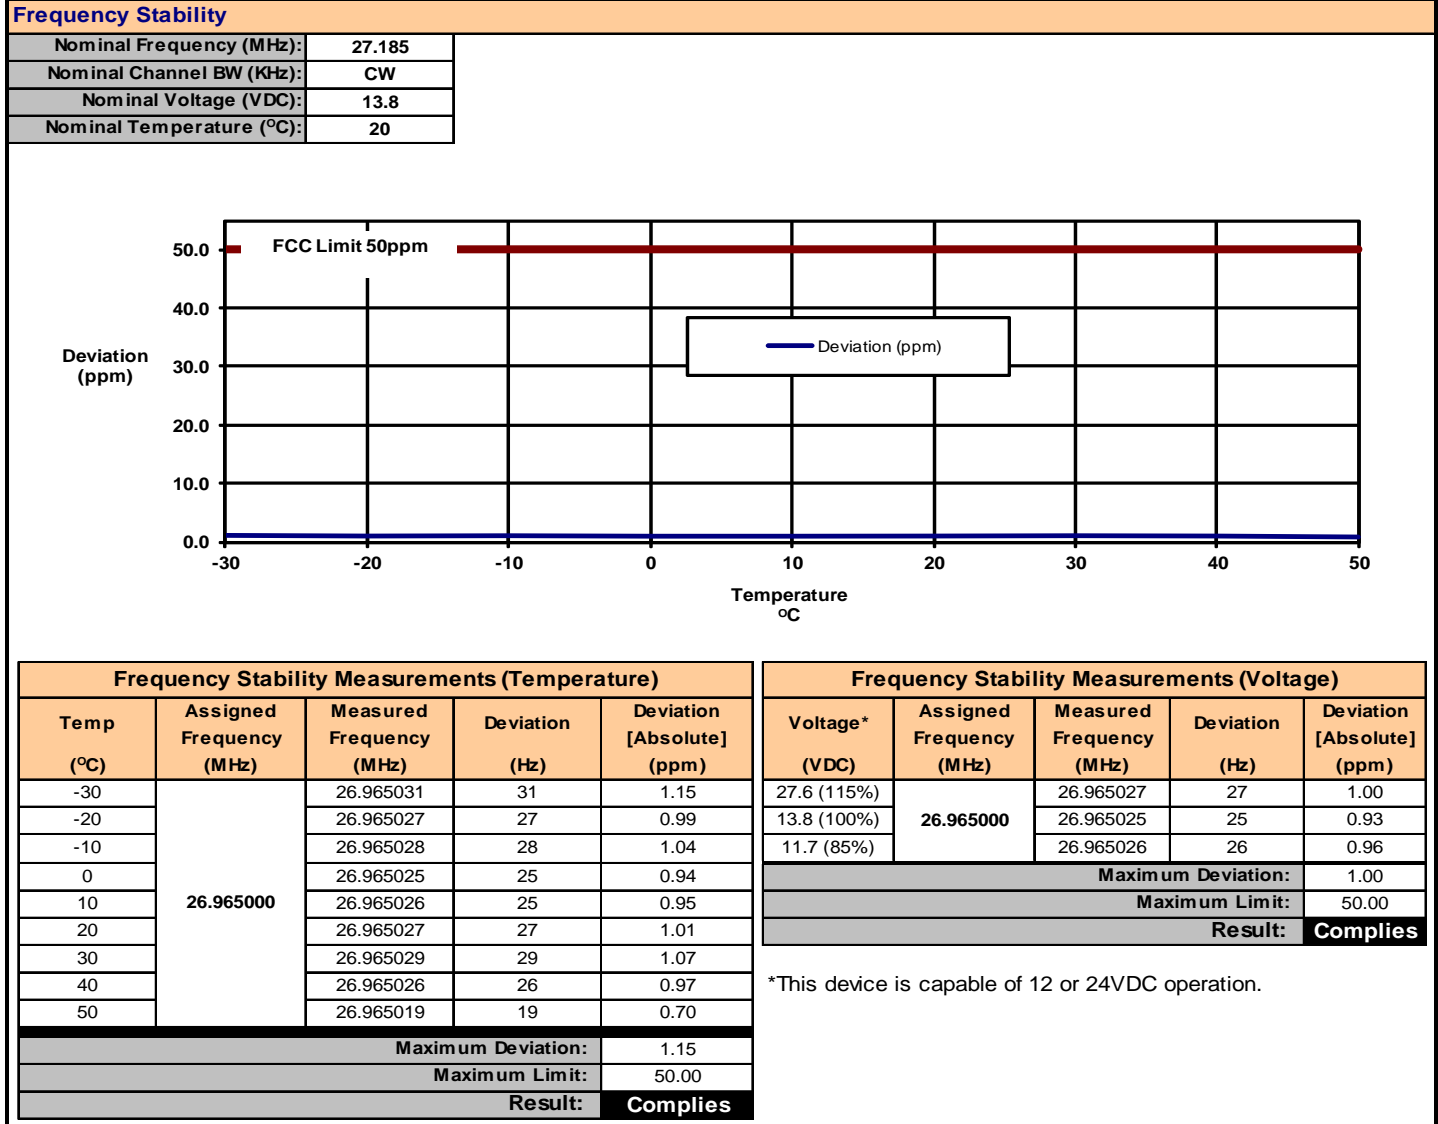 Frequency Stability
Nominal Frequency (MHz): 27.185
Nominal Channel BW (KHz): CW
Nominal Voltage (VDC): 13.8
Nominal Temperature (ᴼC): 20
FCC Limit 50ppm
50.0
40.0
30.0
20.0
10.0
0.0
Deviation
(ppm)
Deviation (ppm)
-30 -20 -10 0 10 20 30 40 50
Temperature
ᴼC
Frequency Stability Measurements (Temperature)
Temp Assigned Measured Deviation Deviation
Frequency Frequency [Absolute]
(ᴼC) (MHz) (MHz) (Hz) (ppm)
-30 26.965031 31 1.15
-20 26.965027 27 0.99
-10 26.965028 28 1.04
0 26.965025 25 0.94
10 26.965000 26.965026 25 0.95
20 26.965027 27 1.01
30 26.965029 29 1.07
40 26.965026 26 0.97
50 26.965019 19 0.70
Maximum Deviation: 1.15
Maximum Limit: 50.00
Result: Complies
Frequency Stability Measurements (Voltage)
Voltage* Assigned Measured Deviation Deviation
Frequency Frequency [Absolute]
(VDC) (MHz) (MHz) (Hz) (ppm)
27.6 (115%) 26.965027 27 1.00
13.8 (100%) 26.965000 26.965025 25 0.93
11.7 (85%) 26.965026 26 0.96
Maximum Deviation: 1.00
Maximum Limit: 50.00
Result: Complies
*This device is capable of 12 or 24VDC operation.